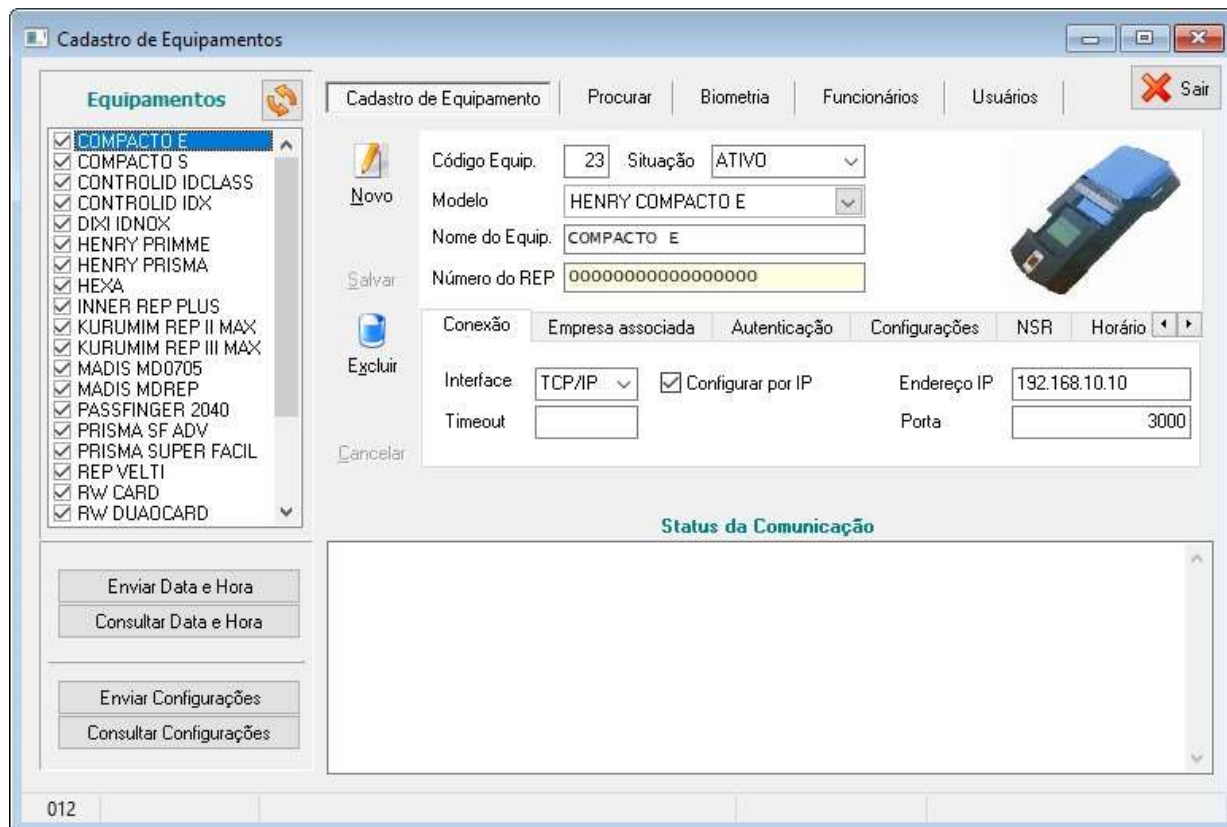 Cadastro de Equipamentos
Equipamentos
COMPACTO E
COMPACTO S
CONTROLID IDCLASS
CONTROLID IDX
DIXI IDNOX
HENRY PRIMME
HENRY PRISMA
HEXA
INNER REP PLUS
KURUMIM REP II MAX
KURUMIM REP III MAX
MADIS MD0705
MADIS MDREP
PASSFINGER 2040
PRISMA SF ADV
PRISMA SUPER FACIL
REP VELTI
RW CARD
RW DUAOCARD
Enviar Data e Hora
Consultar Data e Hora
Enviar Configurações
Consultar Configurações
Cadastro de Equipamento Procurar Biometria Funcionários Usuários Sair
Novo
Salvar
Excluir
Cancelar
Código Equip. 23 Situação ATIVO
Modelo HENRY COMPACTO E
Nome do Equip. COMPACTO E
Número do REP 00000000000000000
Conexão Empresa associada Autenticação Configurações NSR Horário
Interface TCP/IP Configurar por IP Endereço IP 192.168.10.10
Timeout Porta 3000
Status da Comunicação
012